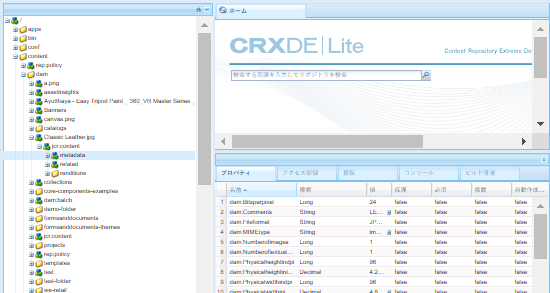 /
apps
bin
conf
content
rep:policy
dam
a.png
assetinsights
Ayutthaya - Easy Tripod Paint _ 360_VR Master Series _
Banners
canvas.png
catalogs
Classic Leather.jpg
jcr:content
metadata
related
renditions
collections
core-components-examples
dam:batch
demo-folder
formsanddocuments
formsanddocuments-themes
jcr:content
projects
rep:policy
templates
test
test-folder
we-retail
ホーム
CRXDE | Lite
Content Repository Extreme De
検索する用語を入力してリポジトリを検索
プロパティ アクセス制御 複製 コンソール ビルド情報
名前 種類 値 保護 必須 複数 自動作成...
1 dam:Bitsperpixel Long 24 false false false false
2 dam:Comments String LE... false false false false
3 dam:Fileformat String JP... false false false false
4 dam:MIMEtype String im... false false false false
5 dam:Numberofimages Long 1 false false false false
6 dam:Numberoftextual... Long 1 false false false false
7 dam:Physicalheightindpi Long 96 false false false false
8 dam:Physicalheightini... Decimal 4.2... false false false false
9 dam:Physicalwidthindpi Long 96 false false false false
10 Decimal 4.6 false false false false